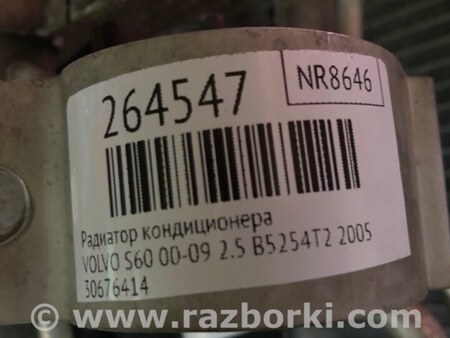 264547
NR8646
Радиатор кондиционера
VOLVO S60 00-09 2.5 B5254T2 2005
30676414
www.razborki.com